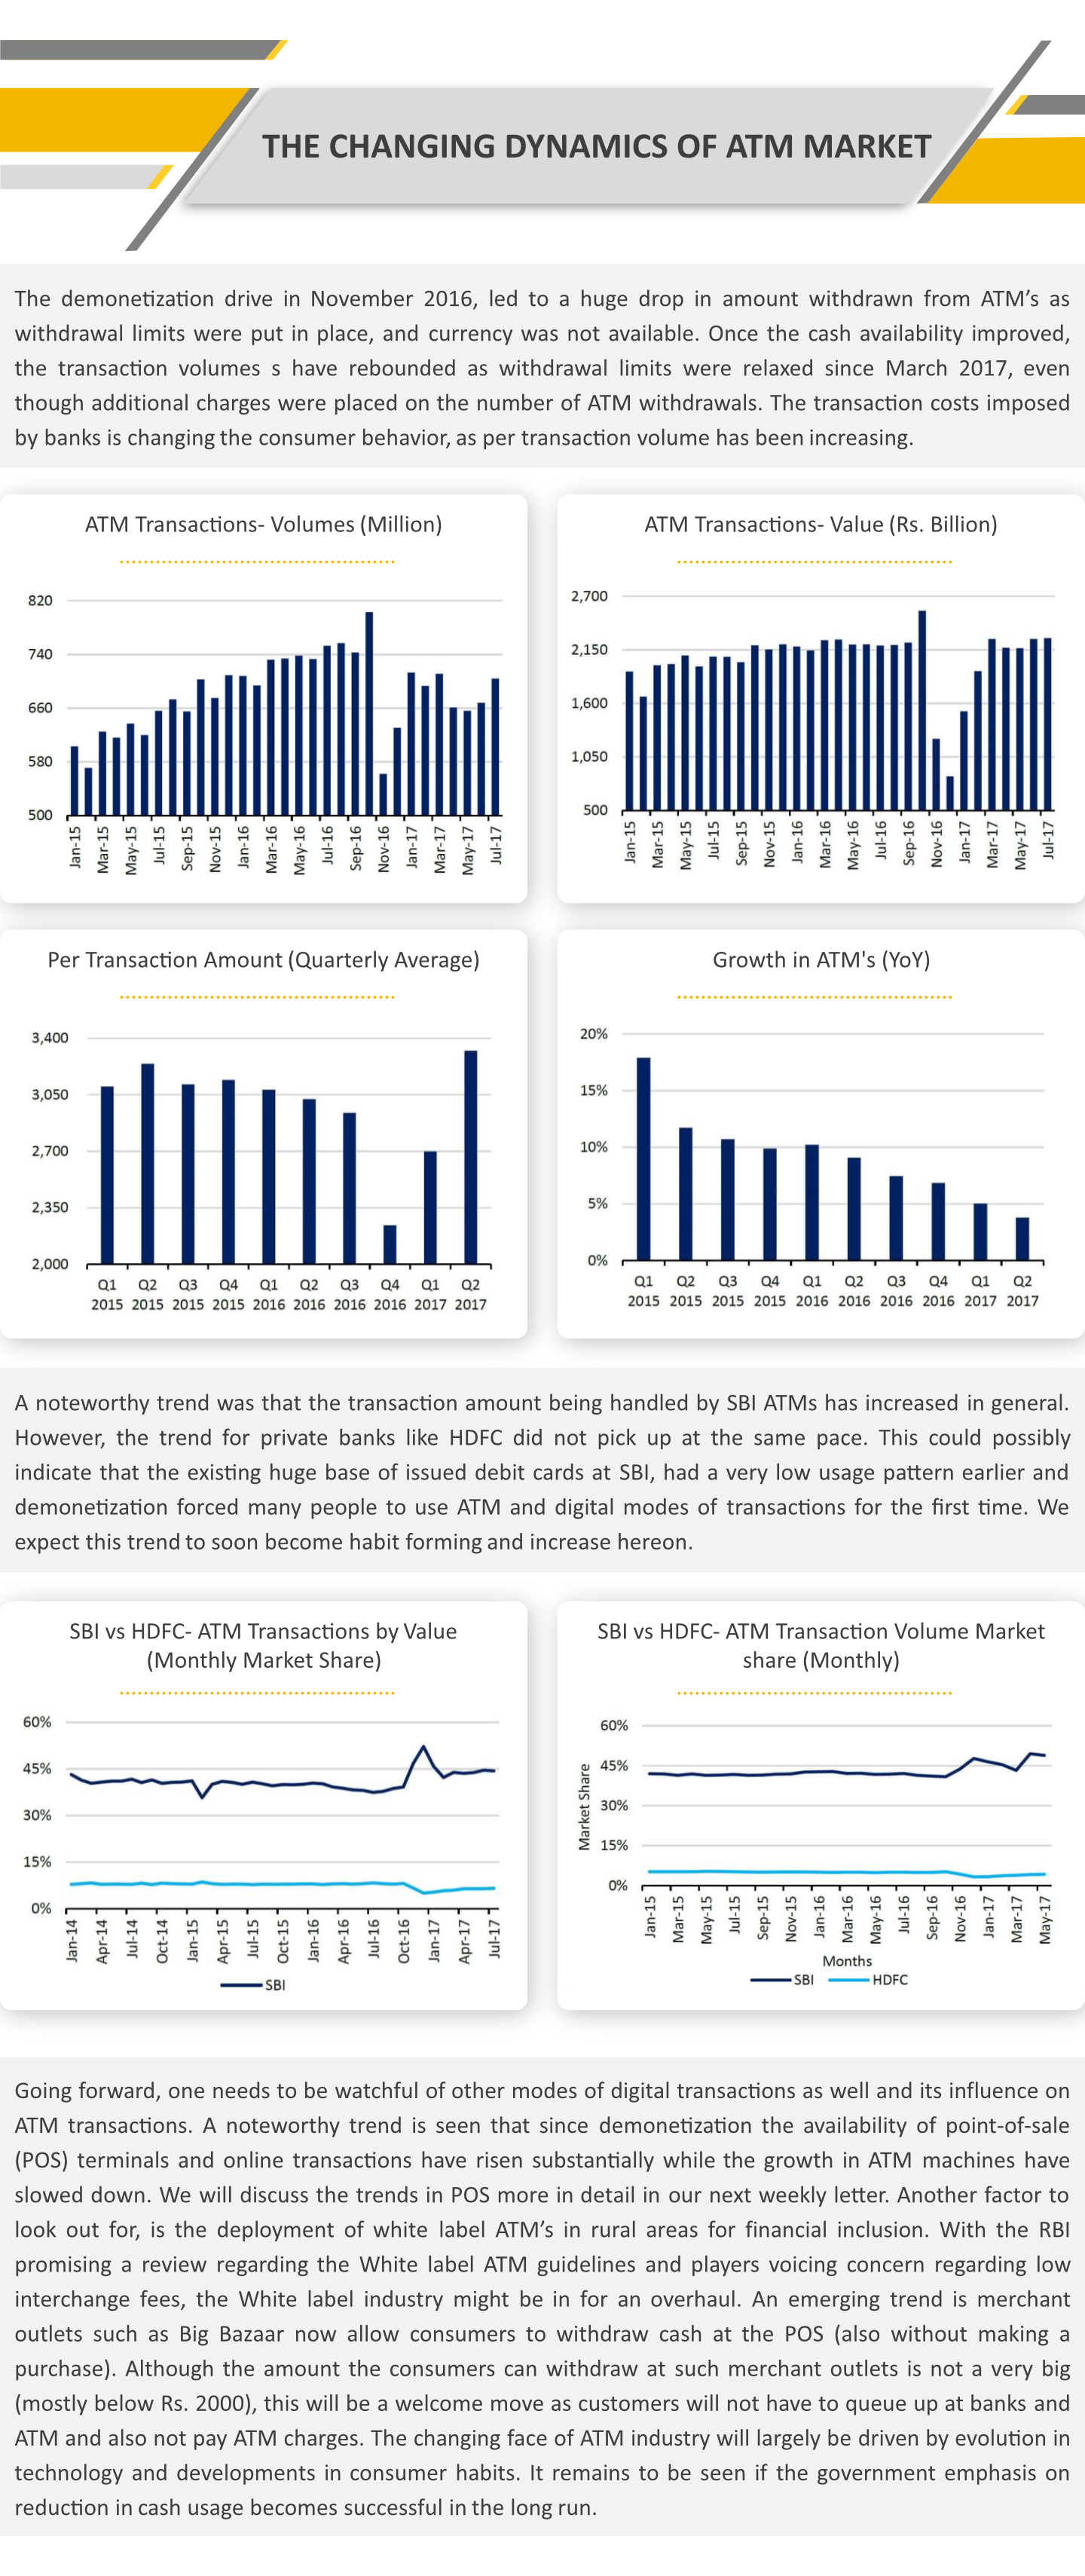 THE CHANGING DYNAMICS OF ATM MARKET
The demonetization drive in November 2016, led to a huge drop in amount withdrawn from ATM’s as
withdrawal limits were put in place, and currency was not available. Once the cash availability improved,
the transaction volumes s have rebounded as withdrawal limits were relaxed since March 2017, even
though additional charges were placed on the number of ATM withdrawals. The transaction costs imposed
by banks is changing the consumer behavior, as per transaction volume has been increasing.
ATM Transactions- Volumes (Million)
820
740
660
580
500
Jan-15
Mar-15
May-15
Jul-15
Sep-15
Nov-15
Jan-16
Mar-16
May-16
Jul-16
Sep-16
Nov-16
Jan-17
Mar-17
May-17
Jul-17
ATM Transactions- Value (Rs. Billion)
2,700
2,150
1,600
1,050
500
Jan-15
Mar-15
May-15
Jul-15
Sep-15
Nov-15
Jan-16
Mar-16
May-16
Jul-16
Sep-16
Nov-16
Jan-17
Mar-17
May-17
Jul-17
Per Transaction Amount (Quarterly Average)
3,400
3,050
2,700
2,350
2,000
Q1 Q2 Q3 Q4 Q1 Q2 Q3 Q4 Q1 Q2
2015 2015 2015 2015 2016 2016 2016 2016 2017 2017
Growth in ATM's (YoY)
20%
15%
10%
5%
0%
Q1 Q2 Q3 Q4 Q1 Q2 Q3 Q4 Q1 Q2
2015 2015 2015 2015 2016 2016 2016 2016 2017 2017
A noteworthy trend was that the transaction amount being handled by SBI ATMs has increased in general.
However, the trend for private banks like HDFC did not pick up at the same pace. This could possibly
indicate that the existing huge base of issued debit cards at SBI, had a very low usage pattern earlier and
demonetization forced many people to use ATM and digital modes of transactions for the first time. We
expect this trend to soon become habit forming and increase hereon.
SBI vs HDFC- ATM Transactions by Value
(Monthly Market Share)
60%
45%
30%
15%
0%
Jan-14
Apr-14
Jul-14
Oct-14
Jan-15
Apr-15
Jul-15
Oct-15
Jan-16
Apr-16
Jul-16
Oct-16
Jan-17
Apr-17
Jul-17
SBI
SBI vs HDFC- ATM Transaction Volume Market
share (Monthly)
Market Share
60%
45%
30%
15%
0%
Jan-15
Mar-15
May-15
Jul-15
Sep-15
Nov-15
Jan-16
Mar-16
May-16
Jul-16
Sep-16
Nov-16
Jan-17
Mar-17
May-17
Months
SBI HDFC
Going forward, one needs to be watchful of other modes of digital transactions as well and its influence on
ATM transactions. A noteworthy trend is seen that since demonetization the availability of point-of-sale
(POS) terminals and online transactions have risen substantially while the growth in ATM machines have
slowed down. We will discuss the trends in POS more in detail in our next weekly letter. Another factor to
look out for, is the deployment of white label ATM’s in rural areas for financial inclusion. With the RBI
promising a review regarding the White label ATM guidelines and players voicing concern regarding low
interchange fees, the White label industry might be in for an overhaul. An emerging trend is merchant
outlets such as Big Bazaar now allow consumers to withdraw cash at the POS (also without making a
purchase). Although the amount the consumers can withdraw at such merchant outlets is not a very big
(mostly below Rs. 2000), this will be a welcome move as customers will not have to queue up at banks and
ATM and also not pay ATM charges. The changing face of ATM industry will largely be driven by evolution in
technology and developments in consumer habits. It remains to be seen if the government emphasis on
reduction in cash usage becomes successful in the long run.